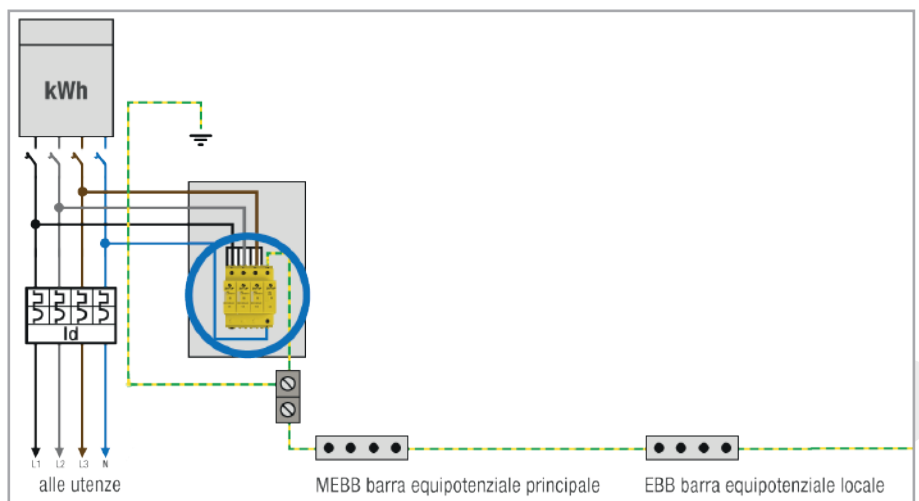 kWh
Id
L1 L2 L3 N
alle utenze
MEBB barra equipotenziale principale
EBB barra equipotenziale locale